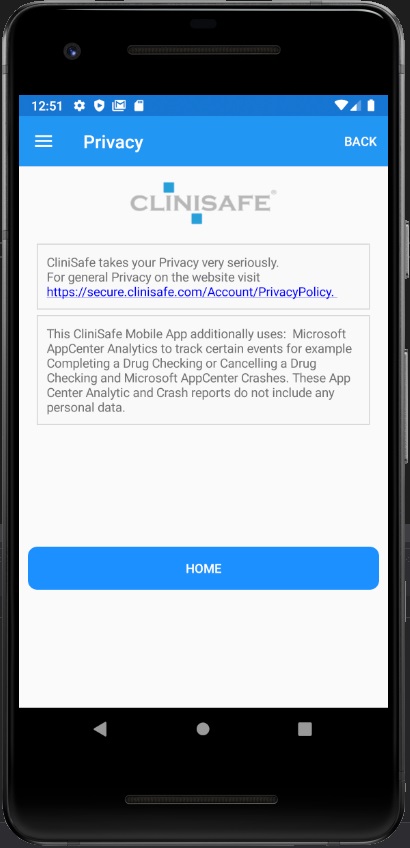 12:51
Privacy
BACK
CLINISAFE®
CliniSafe takes your Privacy very seriously.
For general Privacy on the website visit
https://secure.clinisafe.com/Account/PrivacyPolicy.
This CliniSafe Mobile App additionally uses:  Microsoft
AppCenter Analytics to track certain events for example
Completing a Drug Checking or Cancelling a Drug
Checking and Microsoft AppCenter Crashes. These App
Center Analytic and Crash reports do not include any
personal data.
HOME